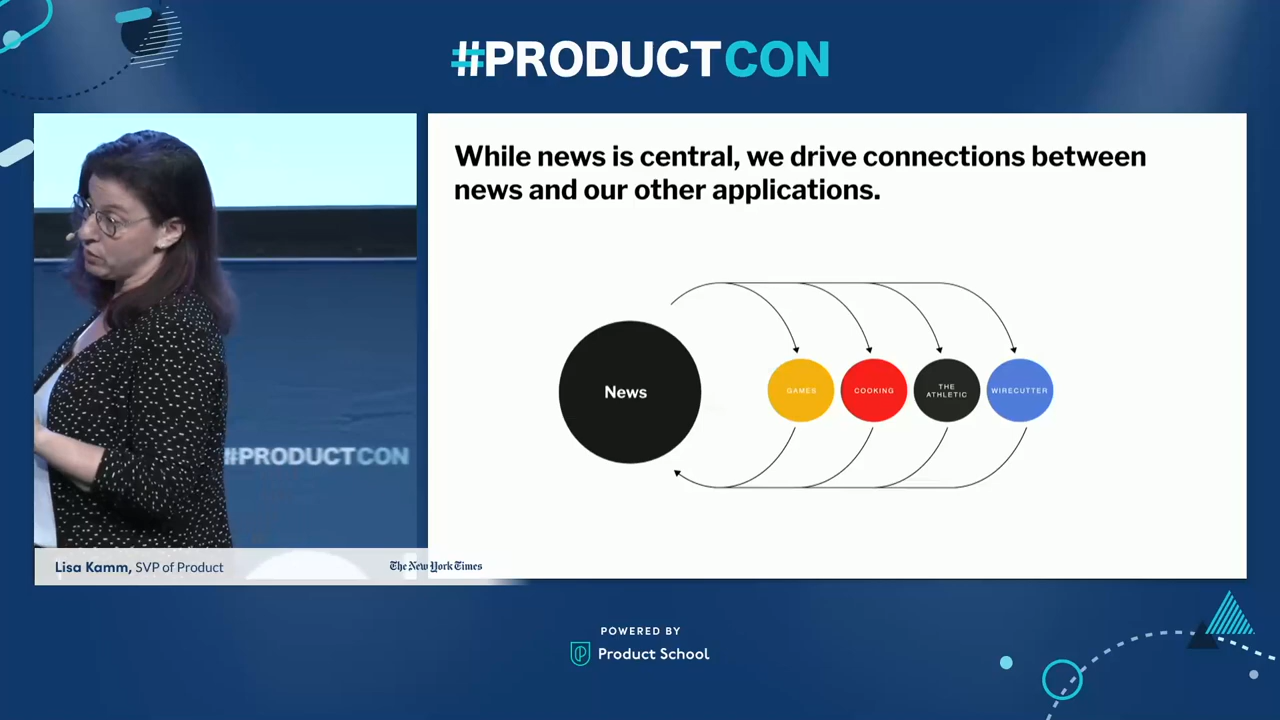 #PRODUCTCON
While news is central, we drive connections between
news and our other applications.
News
GAMES
COOKING
THE
ATHLETIC
WIRECUTTER
#PRODUCTCON
Lisa Kamm, SVP of Product
The New York Times
POWERED BY
Product School